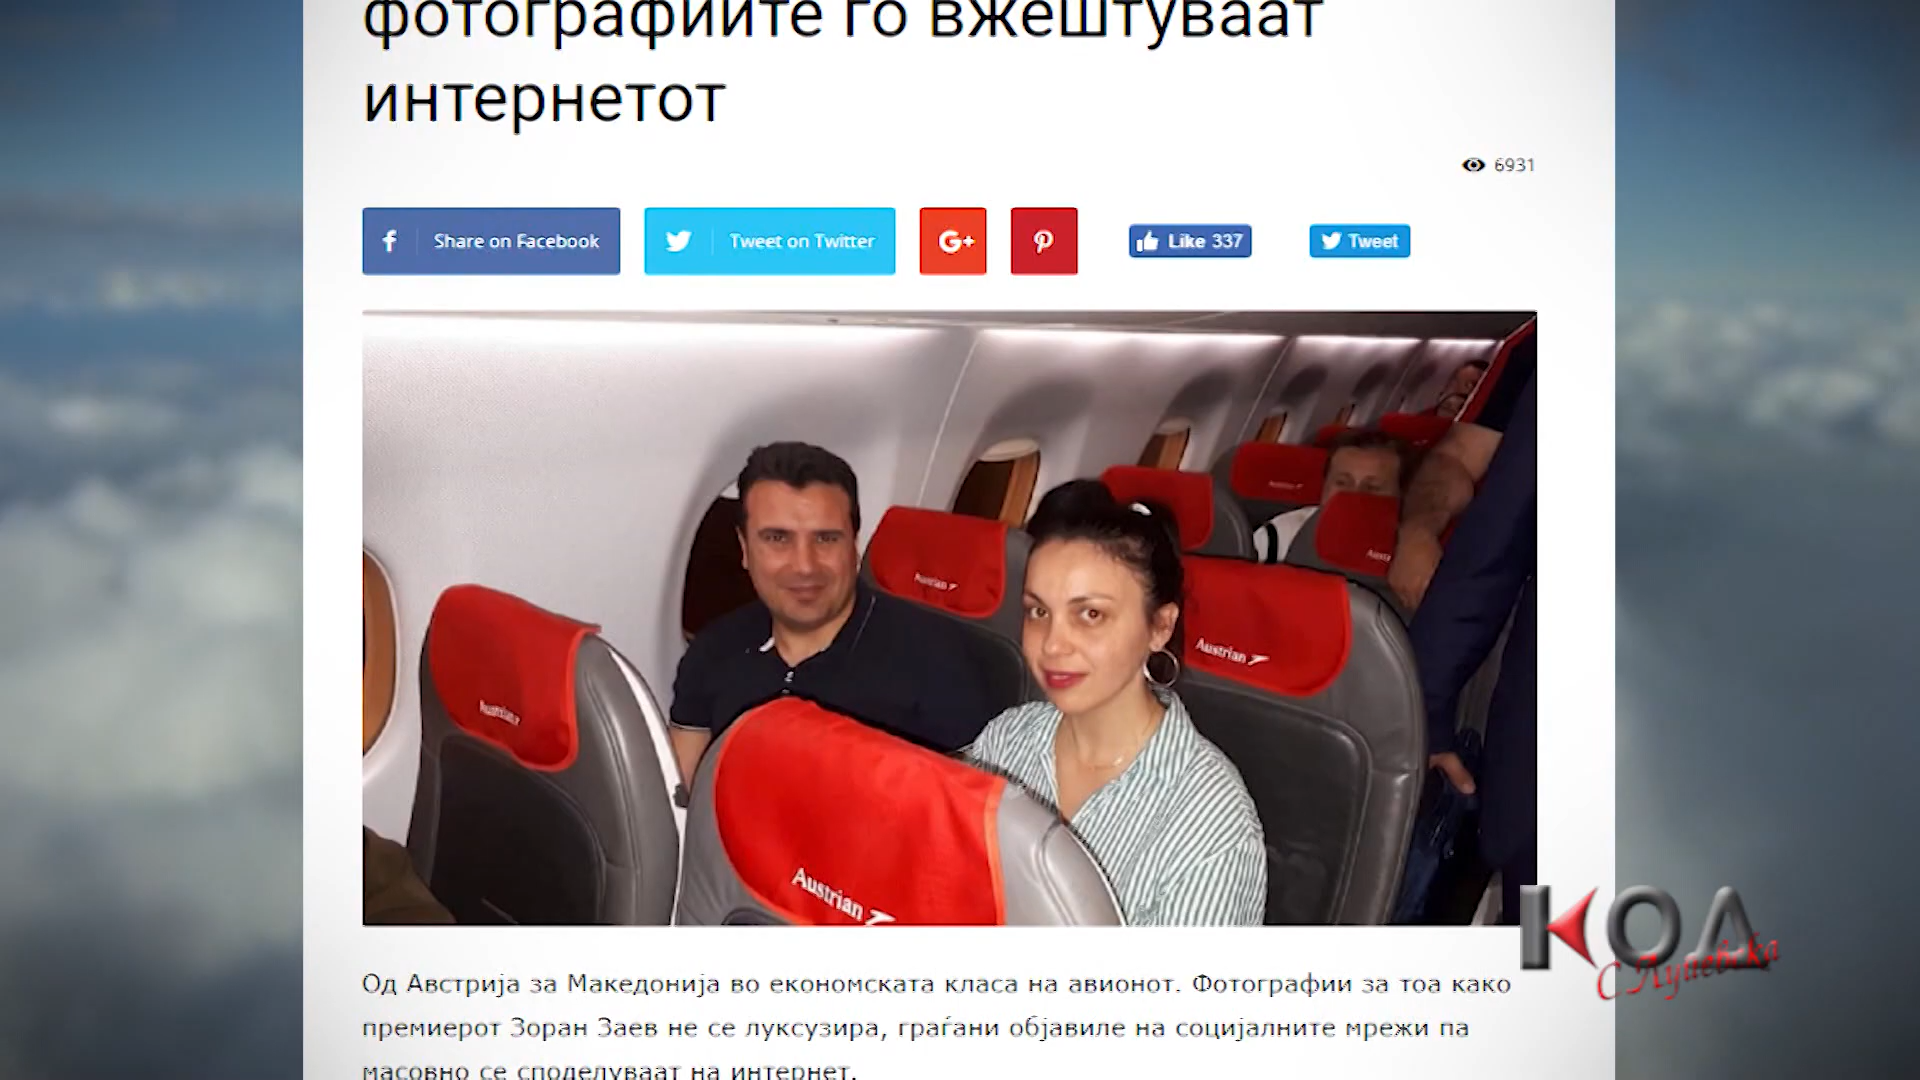 фотографиите го вжештуваат
интернетот
6931
Share on Facebook
Tweet on Twitter
G+
Like 337
Tweet
Austrian
Austrian
Austrian
Austrian
Austrian
КОД
С Лупевска
Од Австрија за Македонија во економската класа на авионот. Фотографии за тоа како
премиерот Зоран Заев не се луксузира, граѓани објавиле на социјалните мрежи па
масовно се споделуваат на интернет.